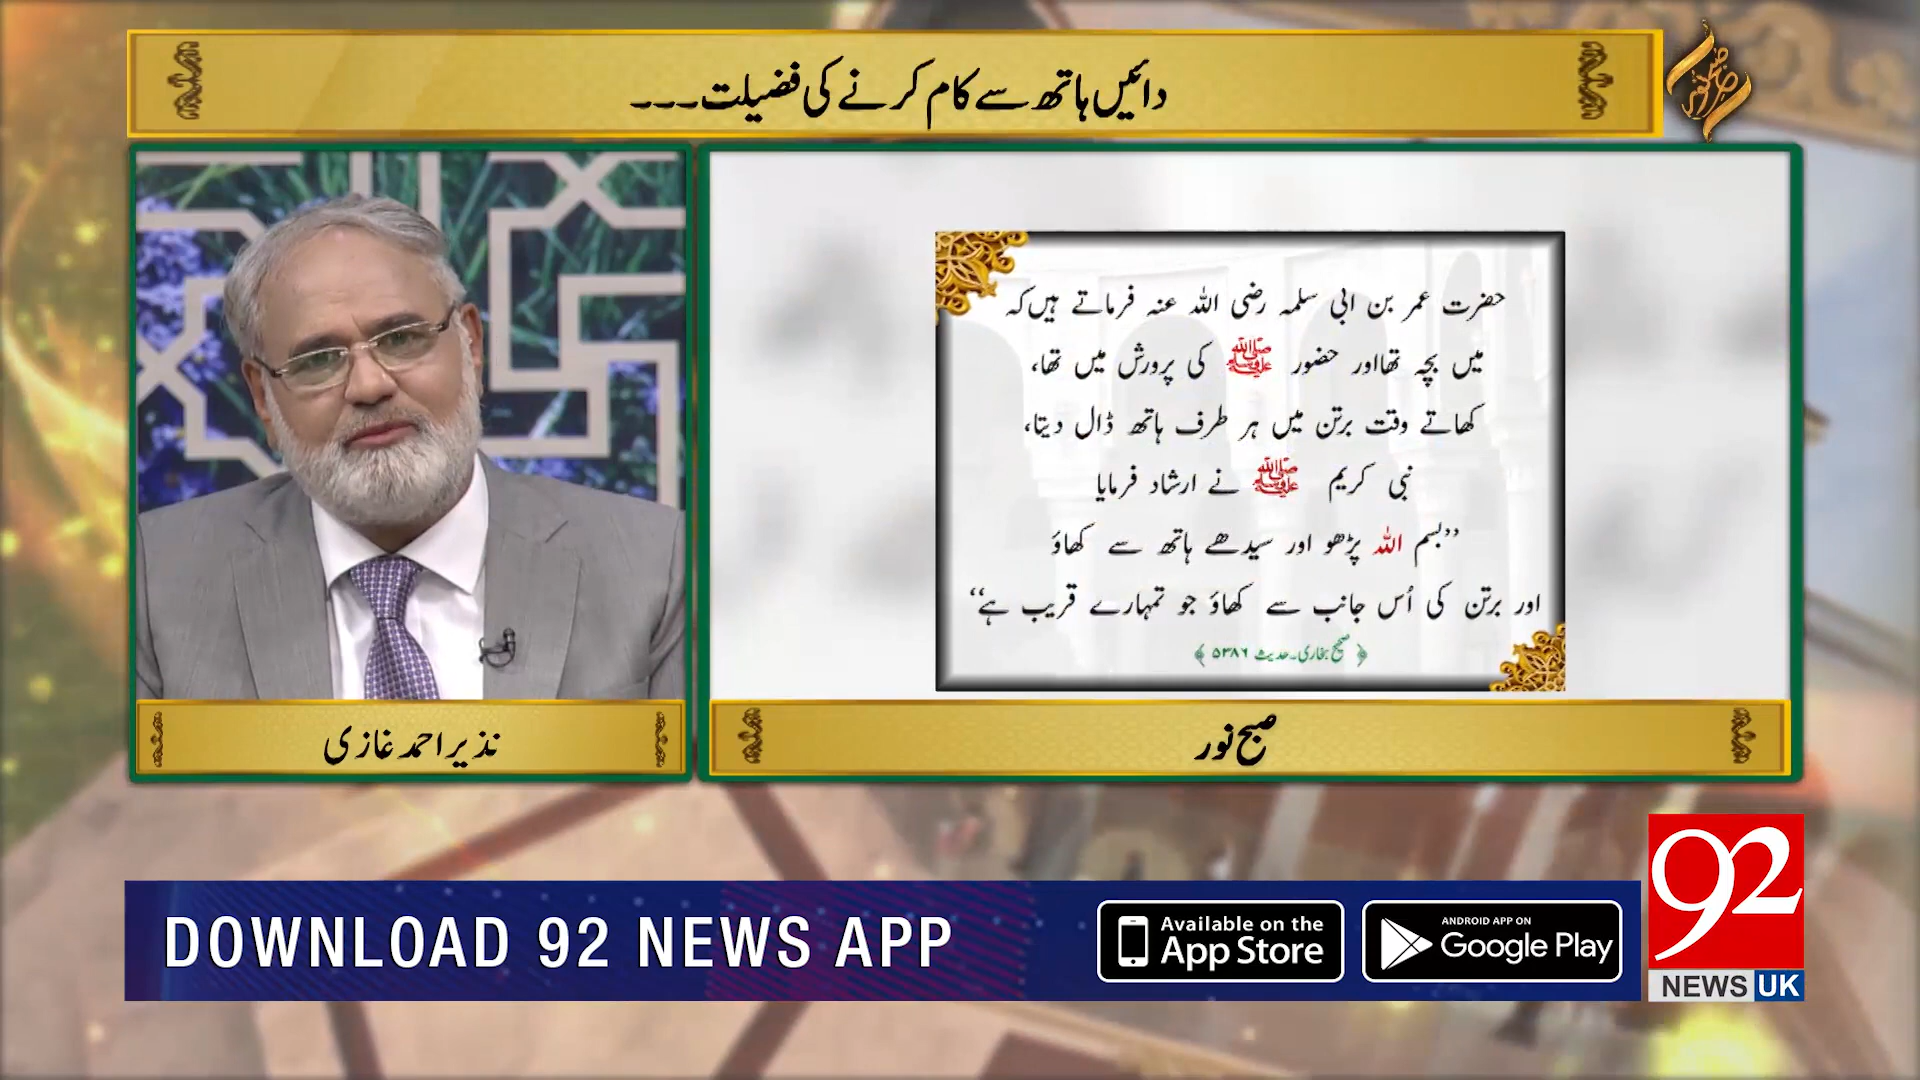 دائیں ہاتھ سے کام کرنے کی فضیلت۔۔۔
صبح نور
حضرت عمر بن ابی سلمہ رضی اللہ عنہ فرماتے ہیں کہ
میں بچہ تھا اور حضور ﷺ کی پرورش میں تھا،
کھاتے وقت برتن میں ہر طرف ہاتھ ڈال دیتا،
نبی کریم ﷺ نے ارشاد فرمایا
’’بسم اللہ پڑھو اور سیدھے ہاتھ سے کھاؤ
اور برتن کی اُس جانب سے کھاؤ جو تمہارے قریب ہے‘‘
﴿صحیح بخاری۔حدیث ۵۳۸۶﴾
نذیر احمد غازی
صبح نور
DOWNLOAD 92 NEWS APP
Available on the
App Store
ANDROID APP ON
Google Play
92
NEWS UK